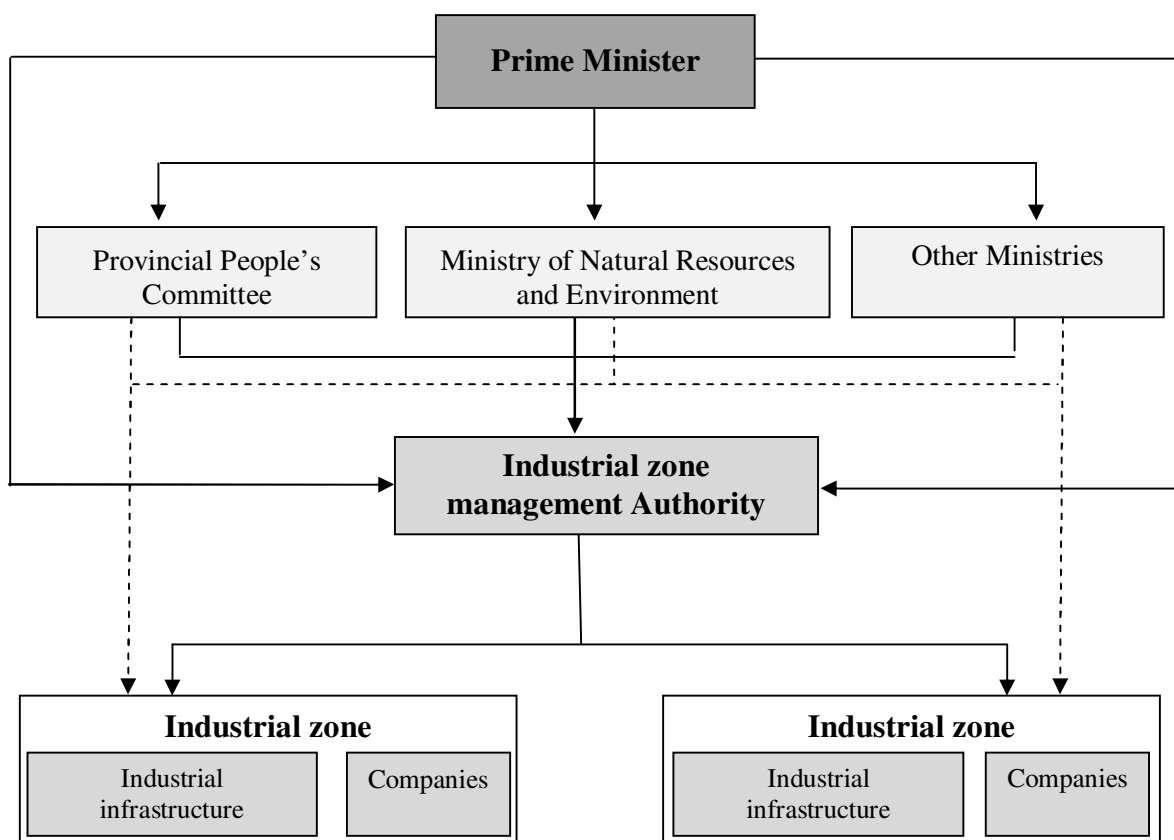 Prime Minister
Provincial People’s
Committee
Ministry of Natural Resources
and Environment
Other Ministries
Industrial zone
management Authority
Industrial zone
Industrial
infrastructure
Companies
Industrial zone
Industrial
infrastructure
Companies